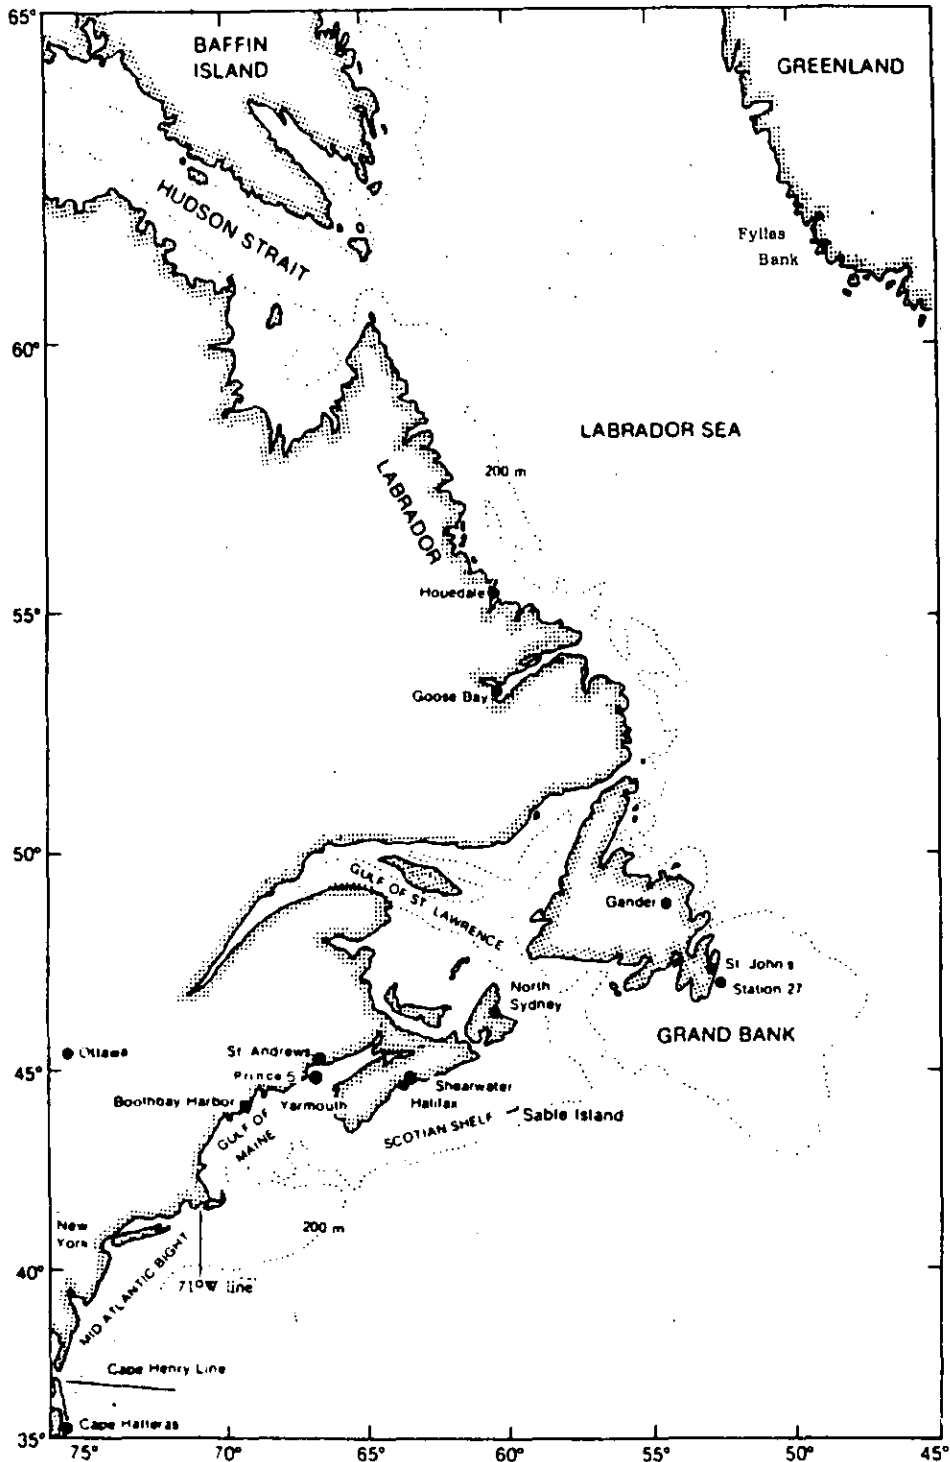 65°
BAFFIN
ISLAND
GREENLAND
HUDSON STRAIT
Fyllas
Bank
60°
LABRADOR SEA
LABRADOR
200 m
Houedale
55°
Goose Bay
50°
GULF OF ST. LAWRENCE
Gander
St John's
Station 27
North
Sydney
GRAND BANK
Ottawa
St Andrews
45°
Prince 5
Shearwater
Boothbay Harbor
Yarmouth
Halifax
GULF OF
MAINE
SCOTIAN SHELF
Sable Island
New
York
200 m
40°
71°W line
MID ATLANTIC BIGHT
Cape Henry Line
Cape Hatteras
35°
75°
70°
65°
60°
55°
50°
45°